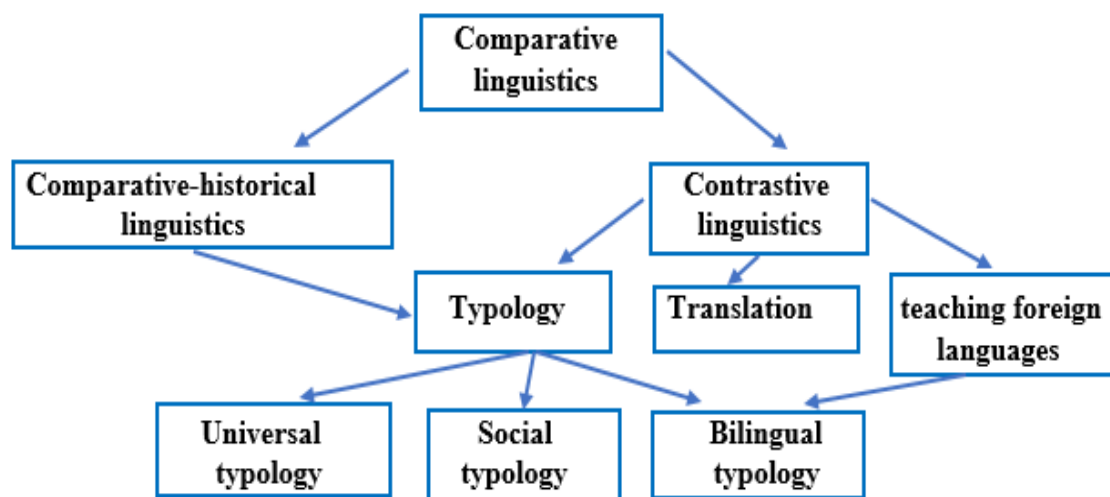 Comparative
linguistics
Comparative-historical
linguistics
Contrastive
linguistics
Typology
Translation
teaching foreign
languages
Universal
typology
Social
typology
Bilingual
typology